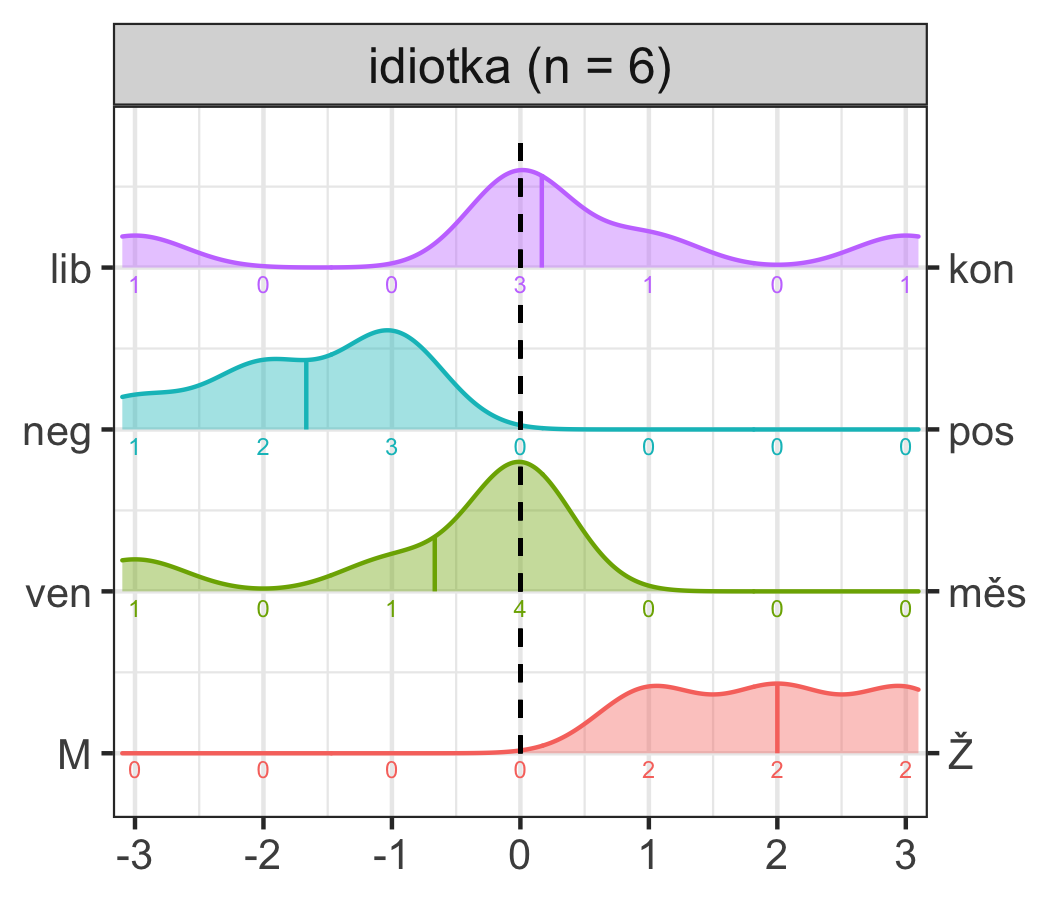 idiotka (n = 6)
lib kon
1 0 0 3 1 0 1
neg pos
1 2 3 0 0 0 0
ven měs
1 0 1 4 0 0 0
M Ž
0 0 0 0 2 2 2
-3 -2 -1 0 1 2 3